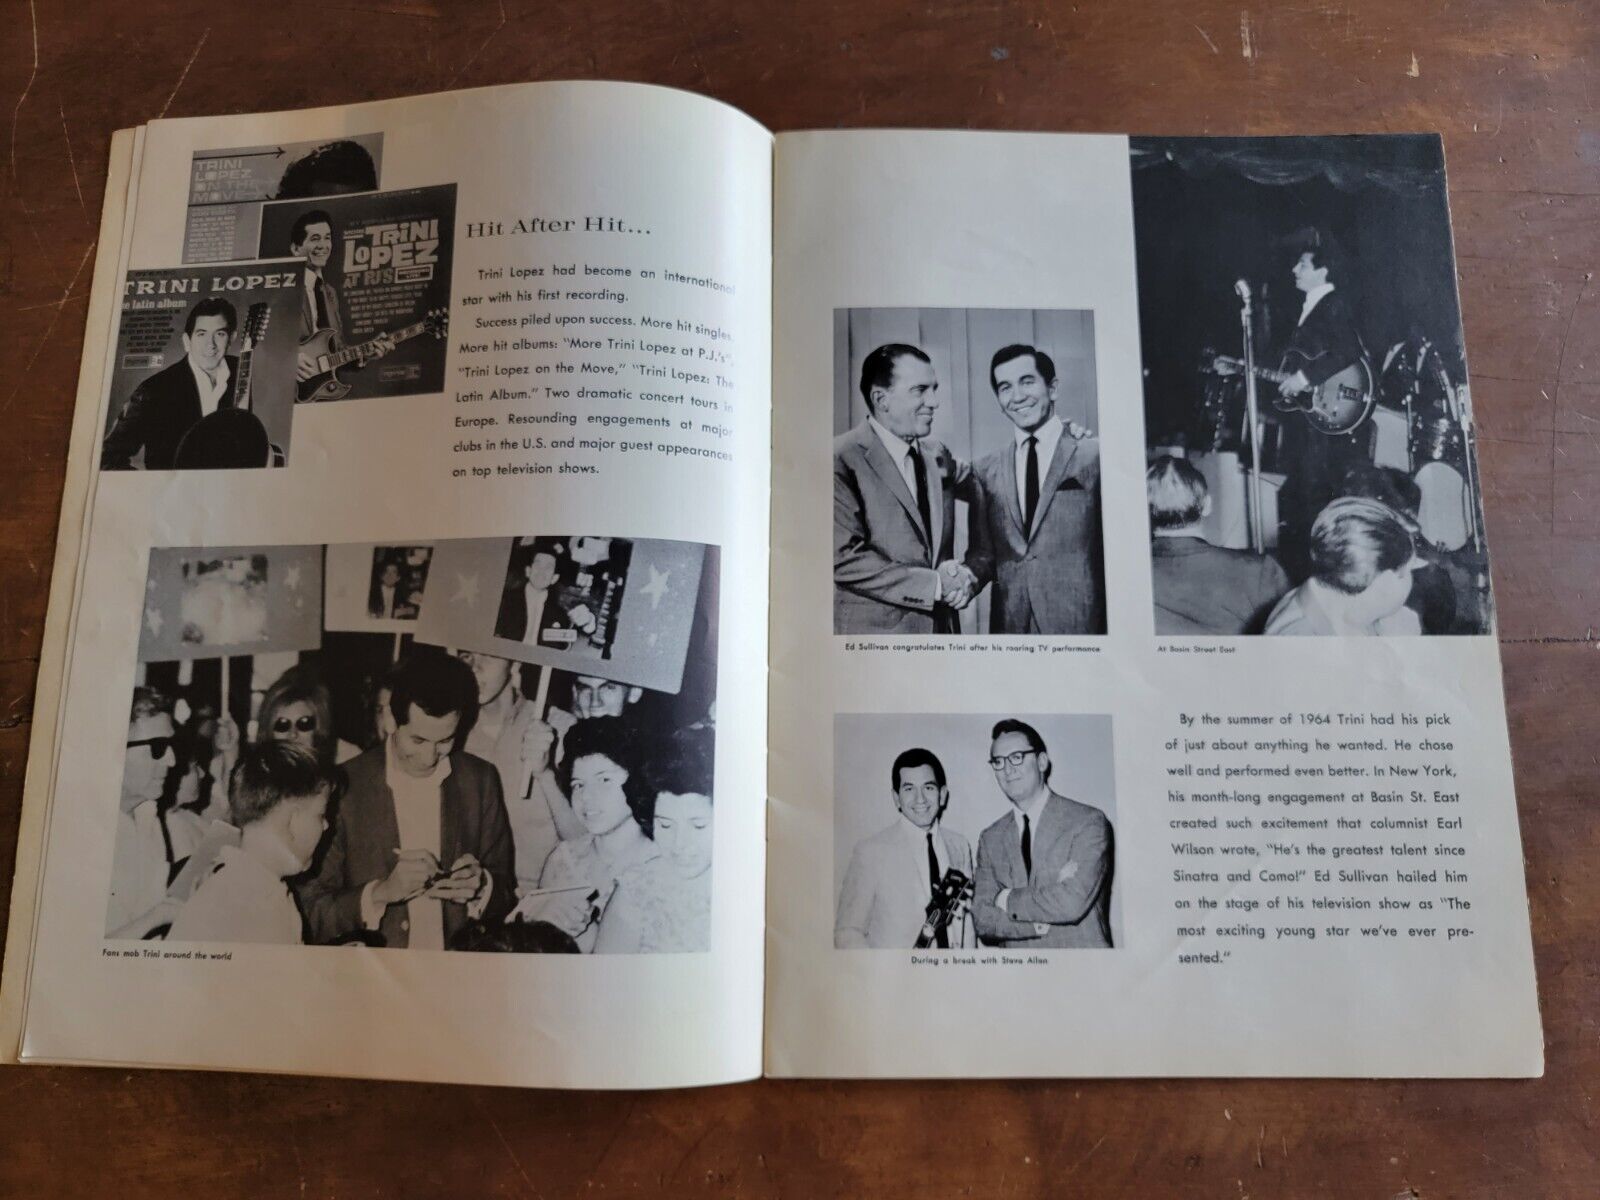 TRINI
LOPEZ
ON THE
MOVE
TRINI
LOPEZ
AT PJ'S
STEREO
TRINI LOPEZ
the latin album
Hit After Hit...
Trini Lopez had become an international
star with his first recording.
Success piled upon success. More hit singles.
More hit albums: "More Trini Lopez at P.J.'s",
"Trini Lopez on the Move," "Trini Lopez: The
Latin Album." Two dramatic concert tours in
Europe. Resounding engagements at major
clubs in the U.S. and major guest appearances
on top television shows.
Fans mob Trini around the world
Ed Sullivan congratulates Trini after his roaring TV performance
At Basin Street East
During a break with Steve Allen
By the summer of 1964 Trini had his pick
of just about anything he wanted. He chose
well and performed even better. In New York,
his month-long engagement at Basin St. East
created such excitement that columnist Earl
Wilson wrote, "He's the greatest talent since
Sinatra and Como!" Ed Sullivan hailed him
on the stage of his television show as "The
most exciting young star we've ever pre-
sented."